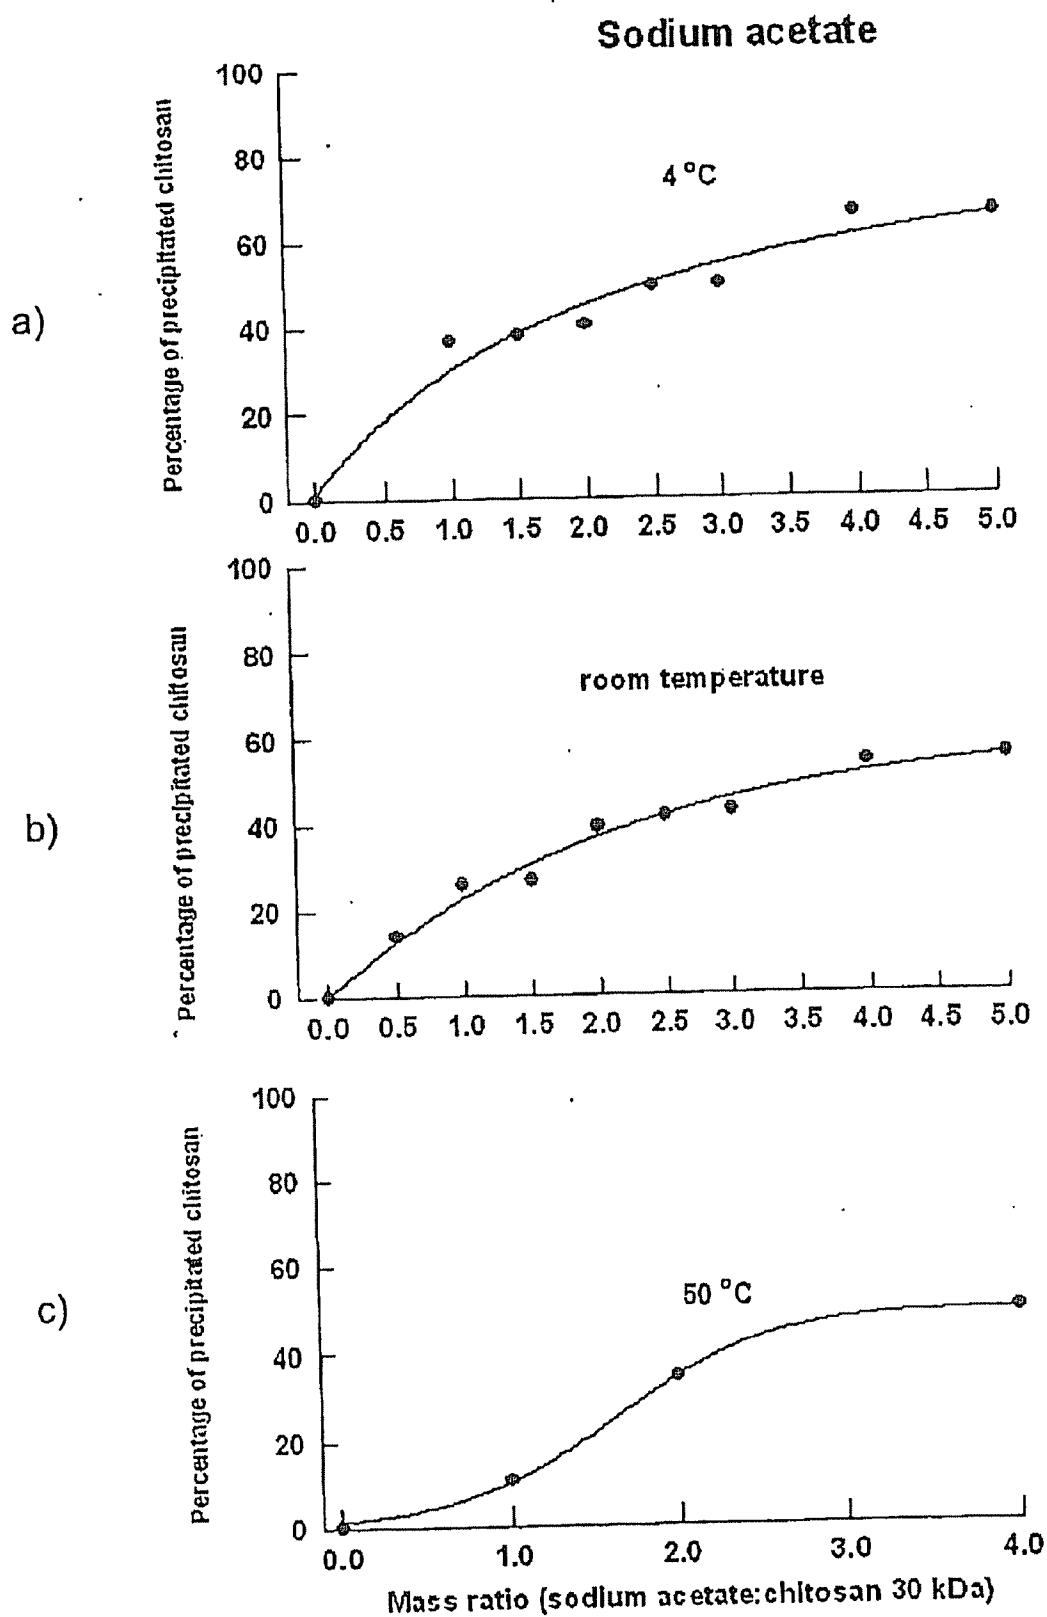 Sodium acetate
a)
Percentage of precipitated chitosan
100
80
60
40
20
0
4 °C
0.0 0.5 1.0 1.5 2.0 2.5 3.0 3.5 4.0 4.5 5.0
b)
Percentage of precipitated chitosan
100
80
60
40
20
0
room temperature
0.0 0.5 1.0 1.5 2.0 2.5 3.0 3.5 4.0 4.5 5.0
c)
Percentage of precipitated chitosan
100
80
60
40
20
0
50 °C
0.0 1.0 2.0 3.0 4.0
Mass ratio (sodium acetate:chitosan 30 kDa)